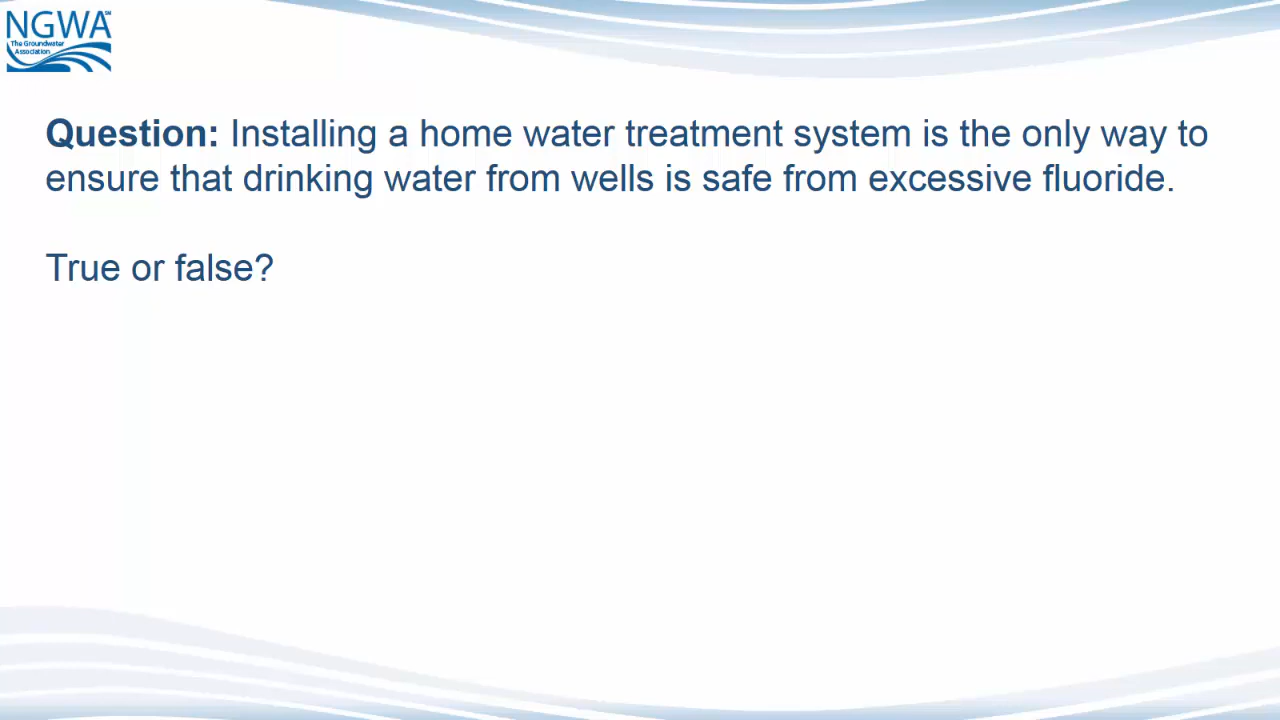 NGWA℠
The Groundwater
Association
Question: Installing a home water treatment system is the only way to
ensure that drinking water from wells is safe from excessive fluoride.
True or false?